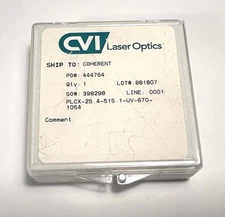 CVI Laser Optics
SHIP TO: COHERENT
PO#: 444764
Qty: 1 LOT#:881807
SO#: 398298 LINE: 0001
PLCX-25.4-515.1-UV-670-
1064
Comment: